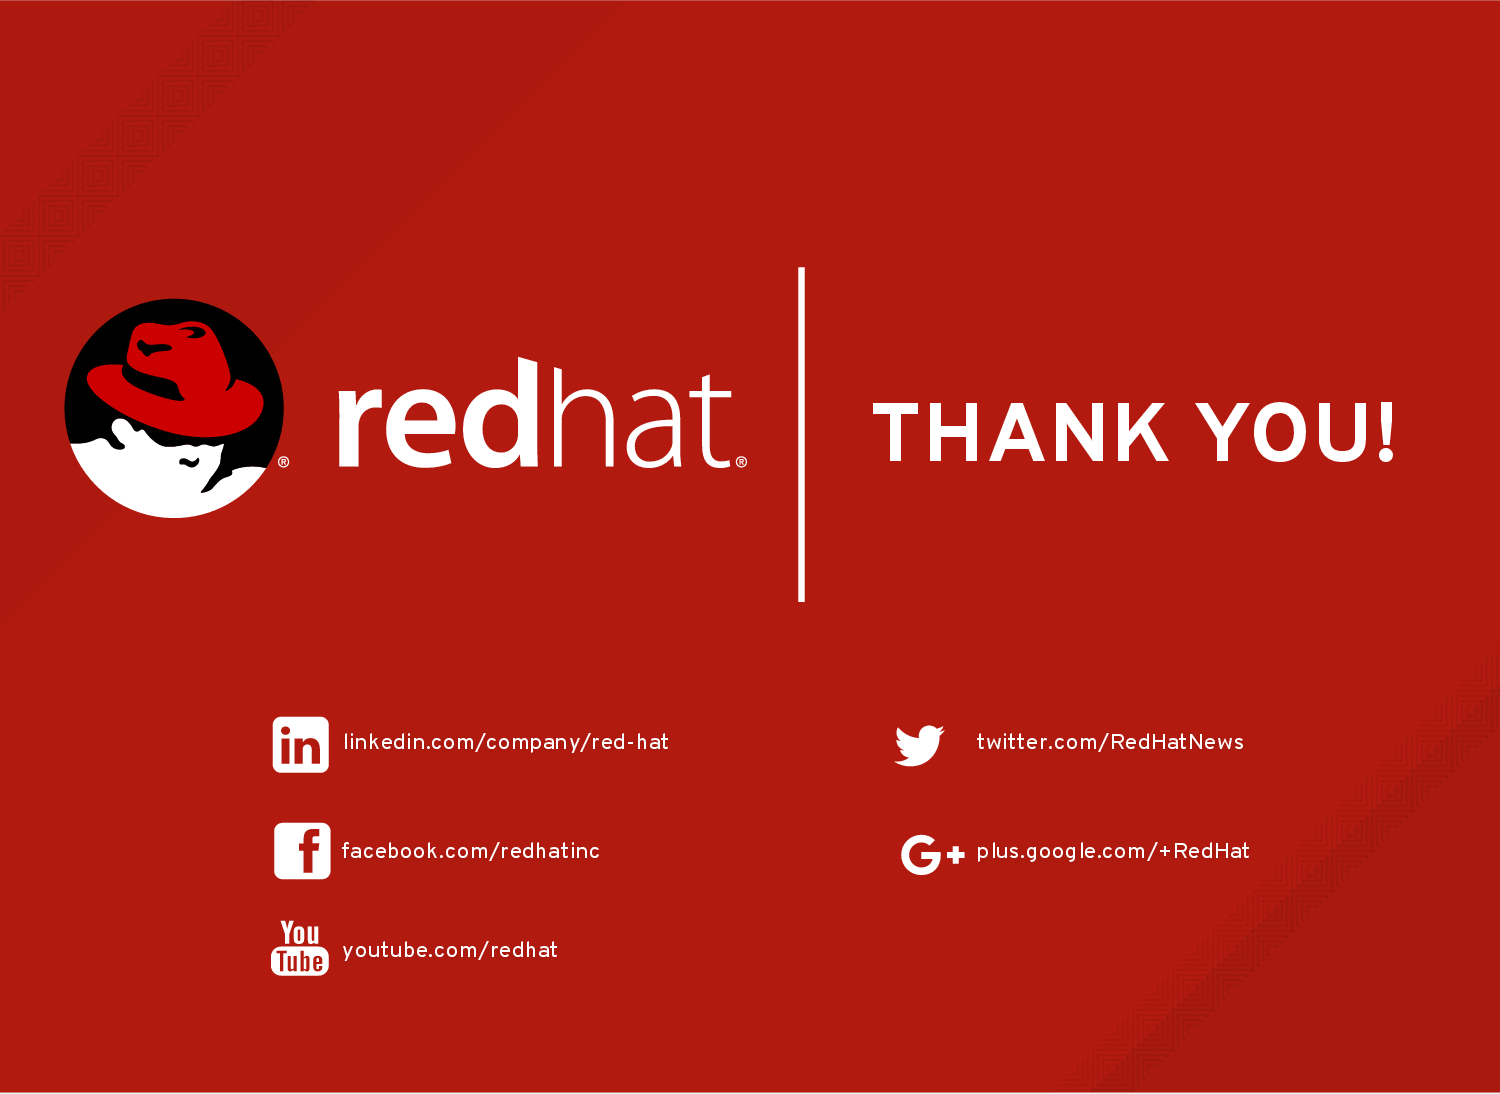 redhat®
®
THANK YOU!
in linkedin.com/company/red-hat
twitter.com/RedHatNews
f facebook.com/redhatinc
G+ plus.google.com/+RedHat
You
Tube youtube.com/redhat